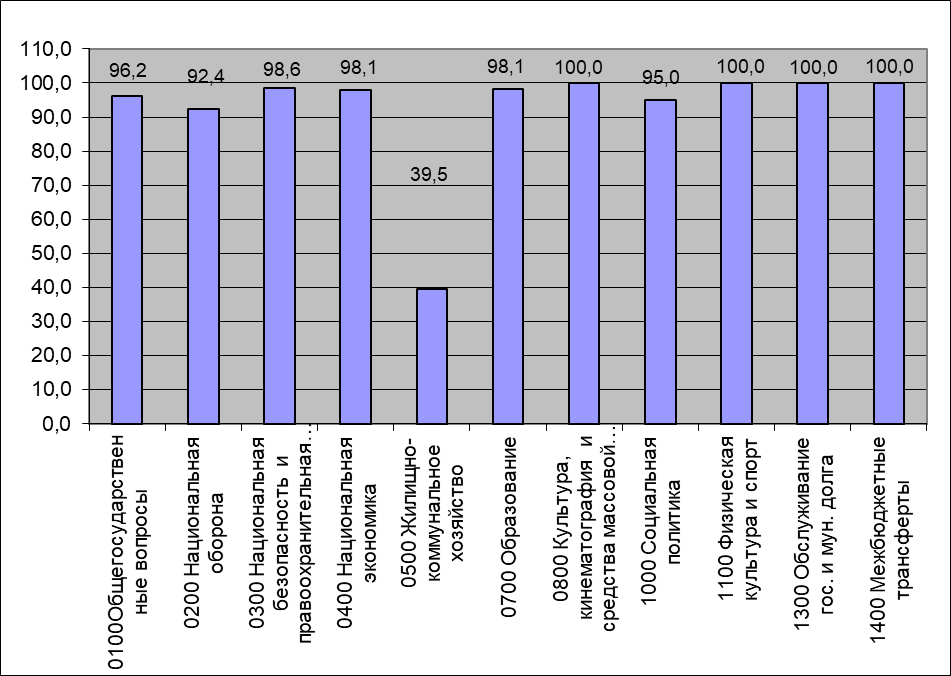 110,0
100,0
90,0
80,0
70,0
60,0
50,0
40,0
30,0
20,0
10,0
0,0
96,2
92,4
98,6
98,1
39,5
98,1
100,0
95,0
100,0
100,0
100,0
0100Общегосударствен
ные вопросы
0200 Национальная
оборона
0300 Национальная
безопасность и
правоохранительная…
0400 Национальная
экономика
0500 Жилищно-
коммунальное
хозяйство
0700 Образование
0800 Культура,
кинематография и
средства массовой…
1000 Социальная
политика
1100 Физическая
культура и спорт
1300 Обслуживание
гос. и мун. долга
1400 Межбюджетные
трансферты